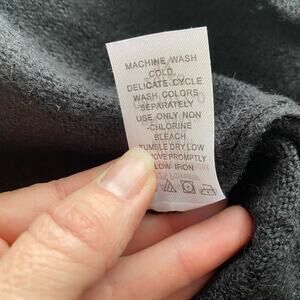 MACHINE WASH
COLD,
DELICATE CYCLE
WASH COLORS
SEPARATELY
USE ONLY NON
-CHLORINE
BLEACH
TUMBLE DRY LOW
PROMPTLY
LOW IRON